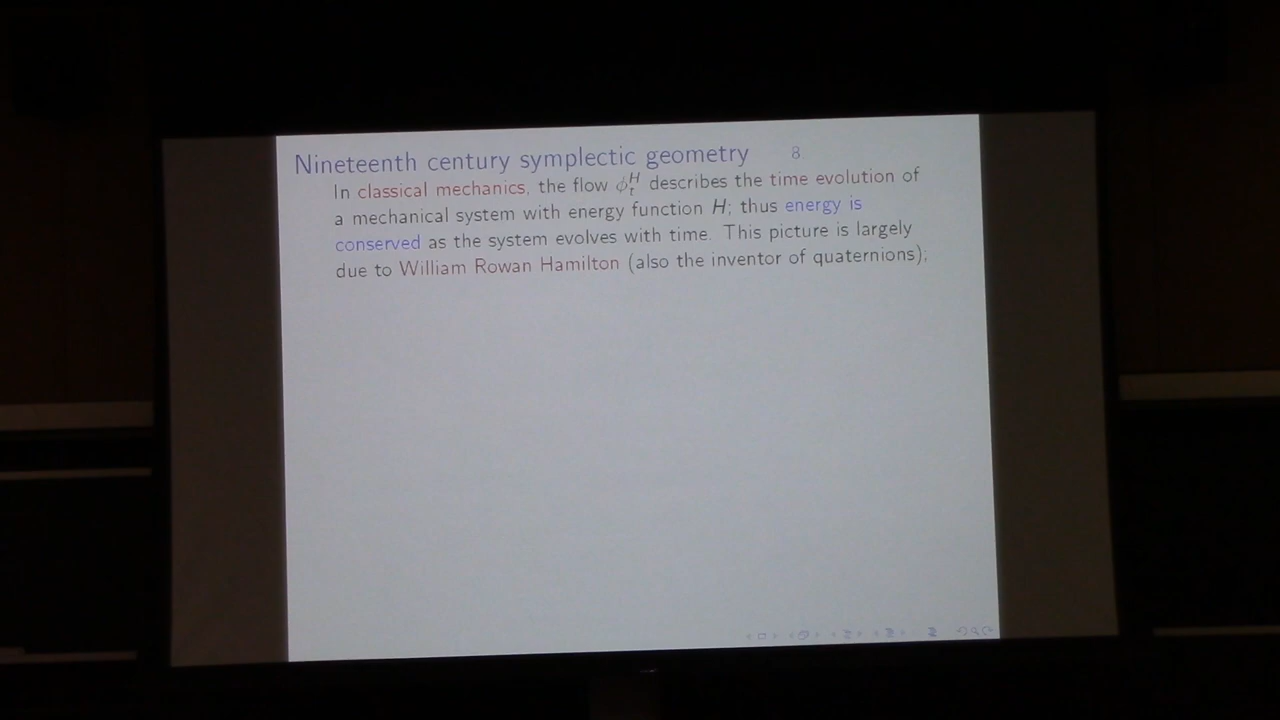 Nineteenth century symplectic geometry 8
In classical mechanics, the flow ϕₜᴴ describes the time evolution of
a mechanical system with energy function H; thus energy is
conserved as the system evolves with time. This picture is largely
due to William Rowan Hamilton (also the inventor of quaternions);